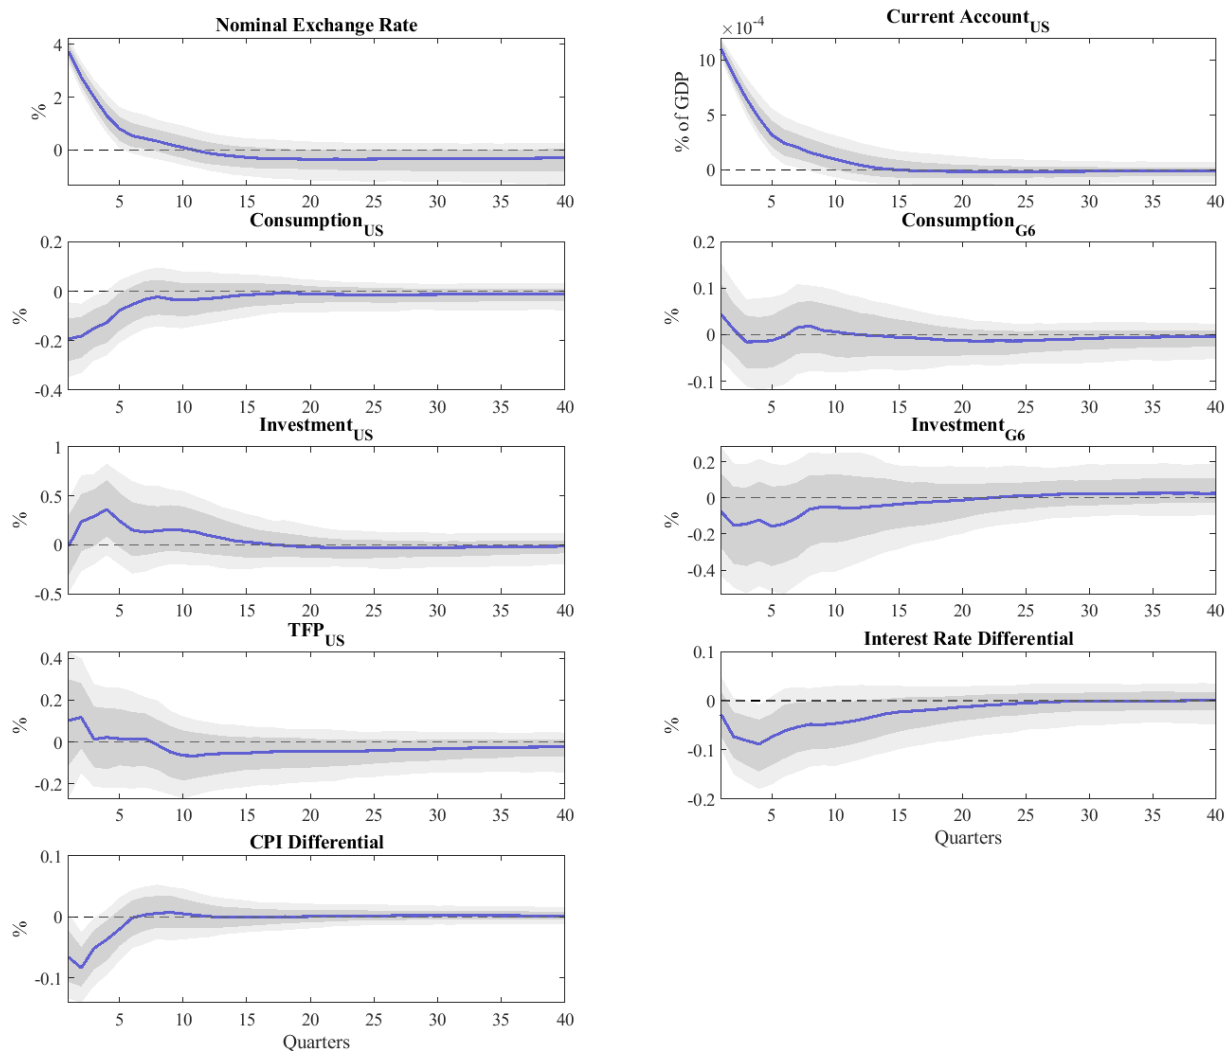 Nominal Exchange Rate
%
4
2
0
5 10 15 20 25 30 35 40
Current Account_US
×10^-4
% of GDP
10
5
0
5 10 15 20 25 30 35 40
Consumption_US
%
0.2
0
-0.2
-0.4
5 10 15 20 25 30 35 40
Consumption_G6
%
0.2
0.1
0
-0.1
5 10 15 20 25 30 35 40
Investment_US
%
1
0.5
0
-0.5
5 10 15 20 25 30 35 40
Investment_G6
%
0.2
0
-0.2
-0.4
5 10 15 20 25 30 35 40
TFP_US
%
0.4
0.2
0
-0.2
5 10 15 20 25 30 35 40
Interest Rate Differential
%
0.1
0
-0.1
-0.2
5 10 15 20 25 30 35 40
Quarters
CPI Differential
%
0.1
0
-0.1
5 10 15 20 25 30 35 40
Quarters